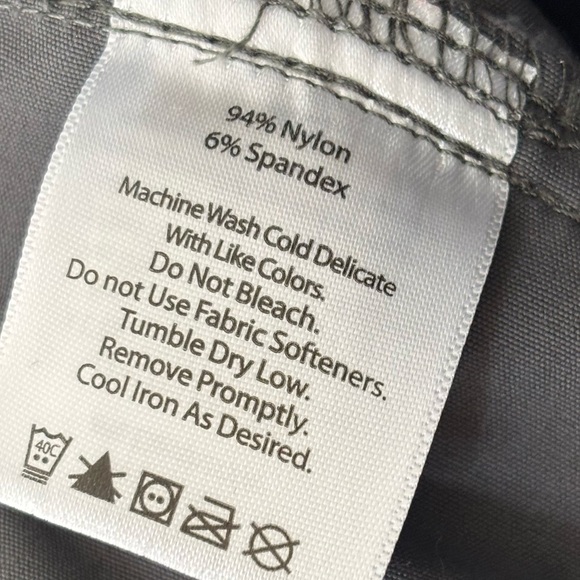 94% Nylon
6% Spandex
Machine Wash Cold Delicate
With Like Colors.
Do Not Bleach.
Do not Use Fabric Softeners.
Tumble Dry Low.
Remove Promptly.
Cool Iron As Desired.
40C